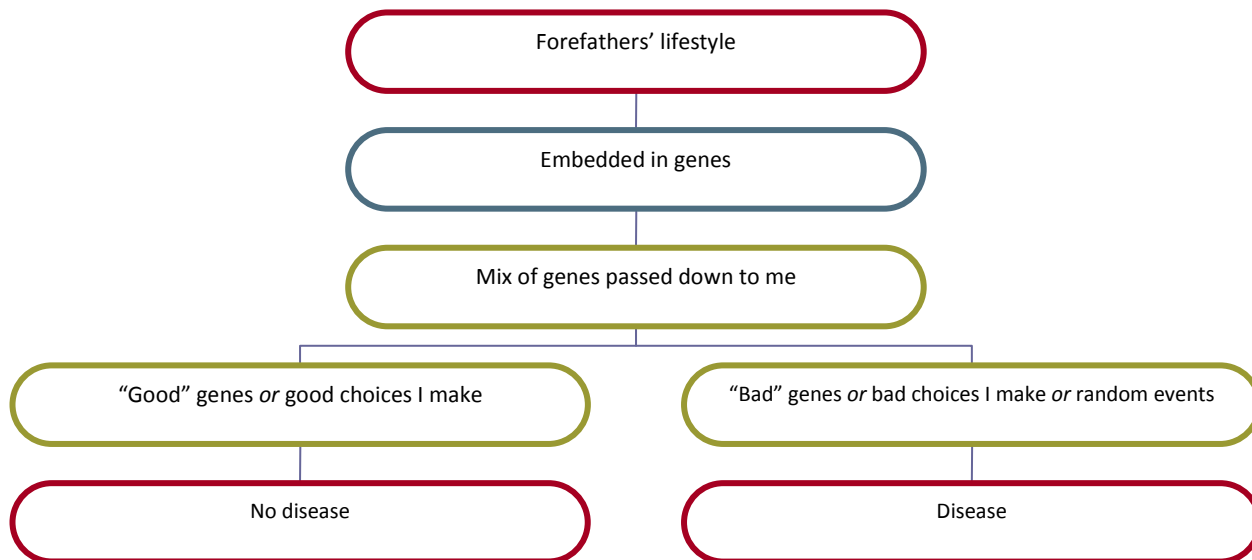 Forefathers’ lifestyle
Embedded in genes
Mix of genes passed down to me
“Good” genes or good choices I make
“Bad” genes or bad choices I make or random events
No disease
Disease